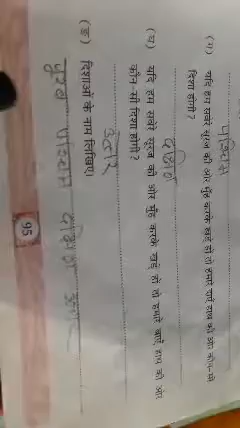 पश्चिम
(ग) यदि हम सवेरे सूरज की ओर मुँह करके खड़े हों तो हमारे दाएँ हाथ की ओर कौन-सी
दिशा होगी ?
दक्षिण
(घ) यदि हम सवेरे सूरज की ओर मुँह करके खड़े हों तो हमारे बाएँ हाथ की ओर
कौन-सी दिशा होगी ?
उत्तर
(ङ) दिशाओं के नाम लिखिए।
पूरब पश्चिम दक्षिण उत्तर
95